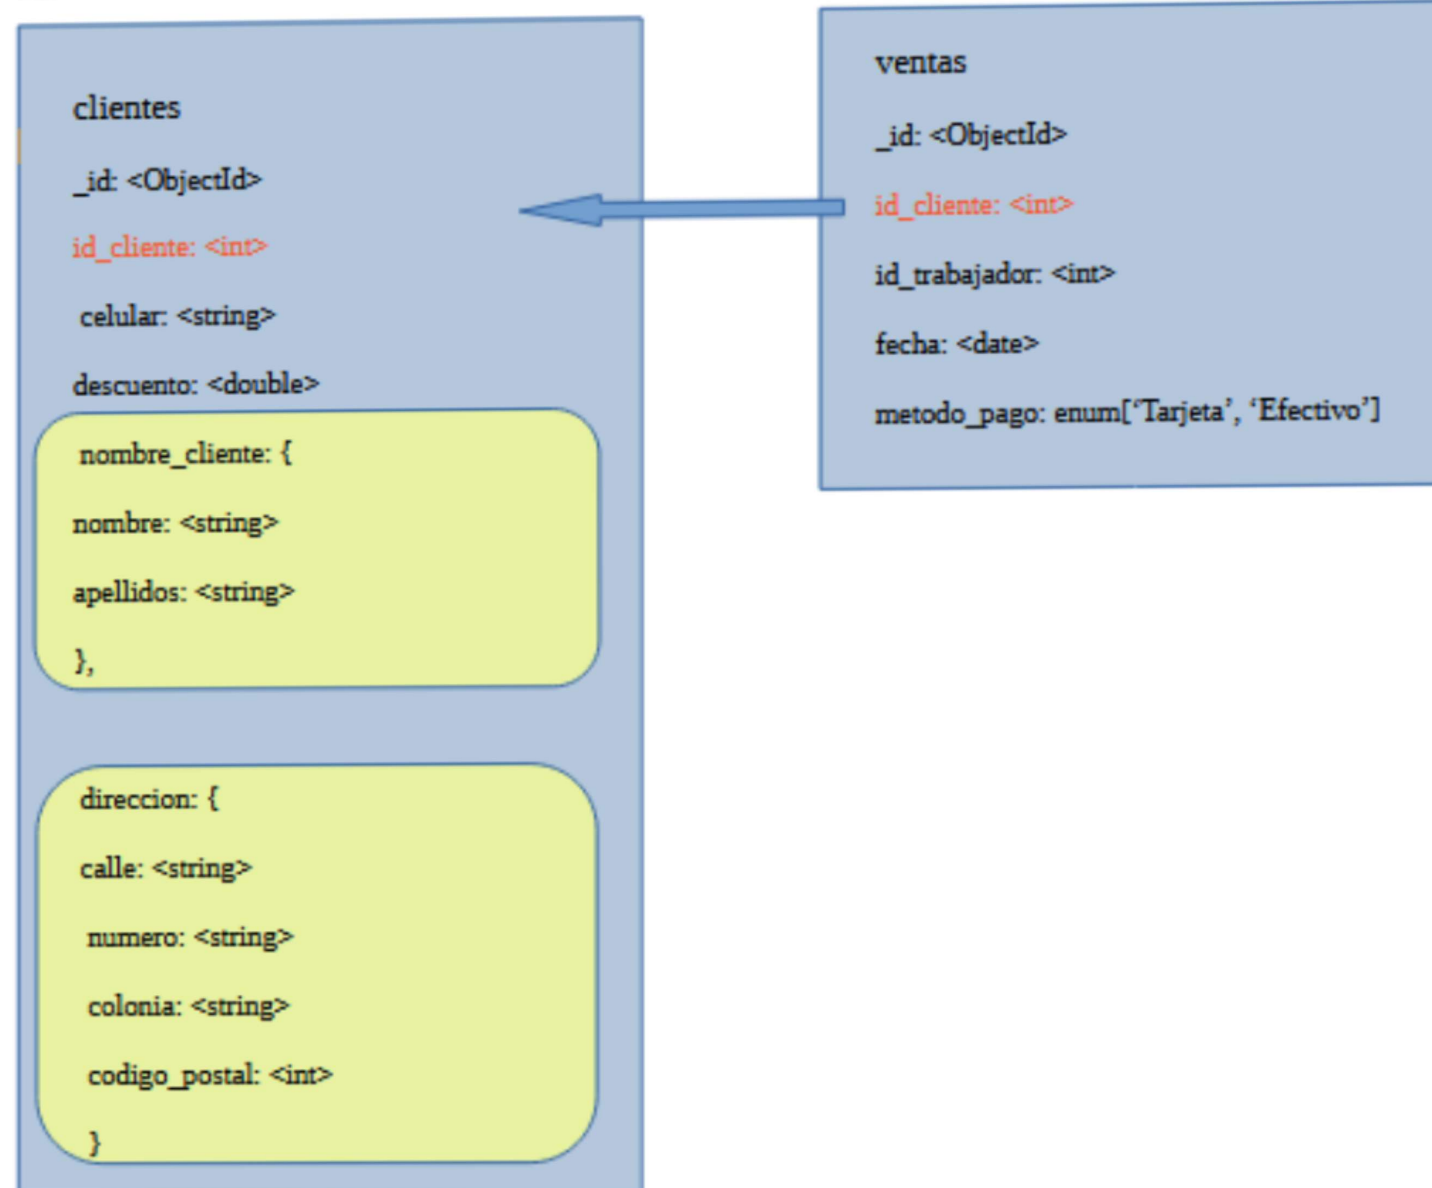 clientes
_id: <ObjectId>
id_cliente: <int>
celular: <string>
descuento: <double>
nombre_cliente: {
nombre: <string>
apellidos: <string>
},
direccion: {
calle: <string>
numero: <string>
colonia: <string>
codigo_postal: <int>
}
ventas
_id: <ObjectId>
id_cliente: <int>
id_trabajador: <int>
fecha: <date>
metodo_pago: enum[‘Tarjeta’, ‘Efectivo’]